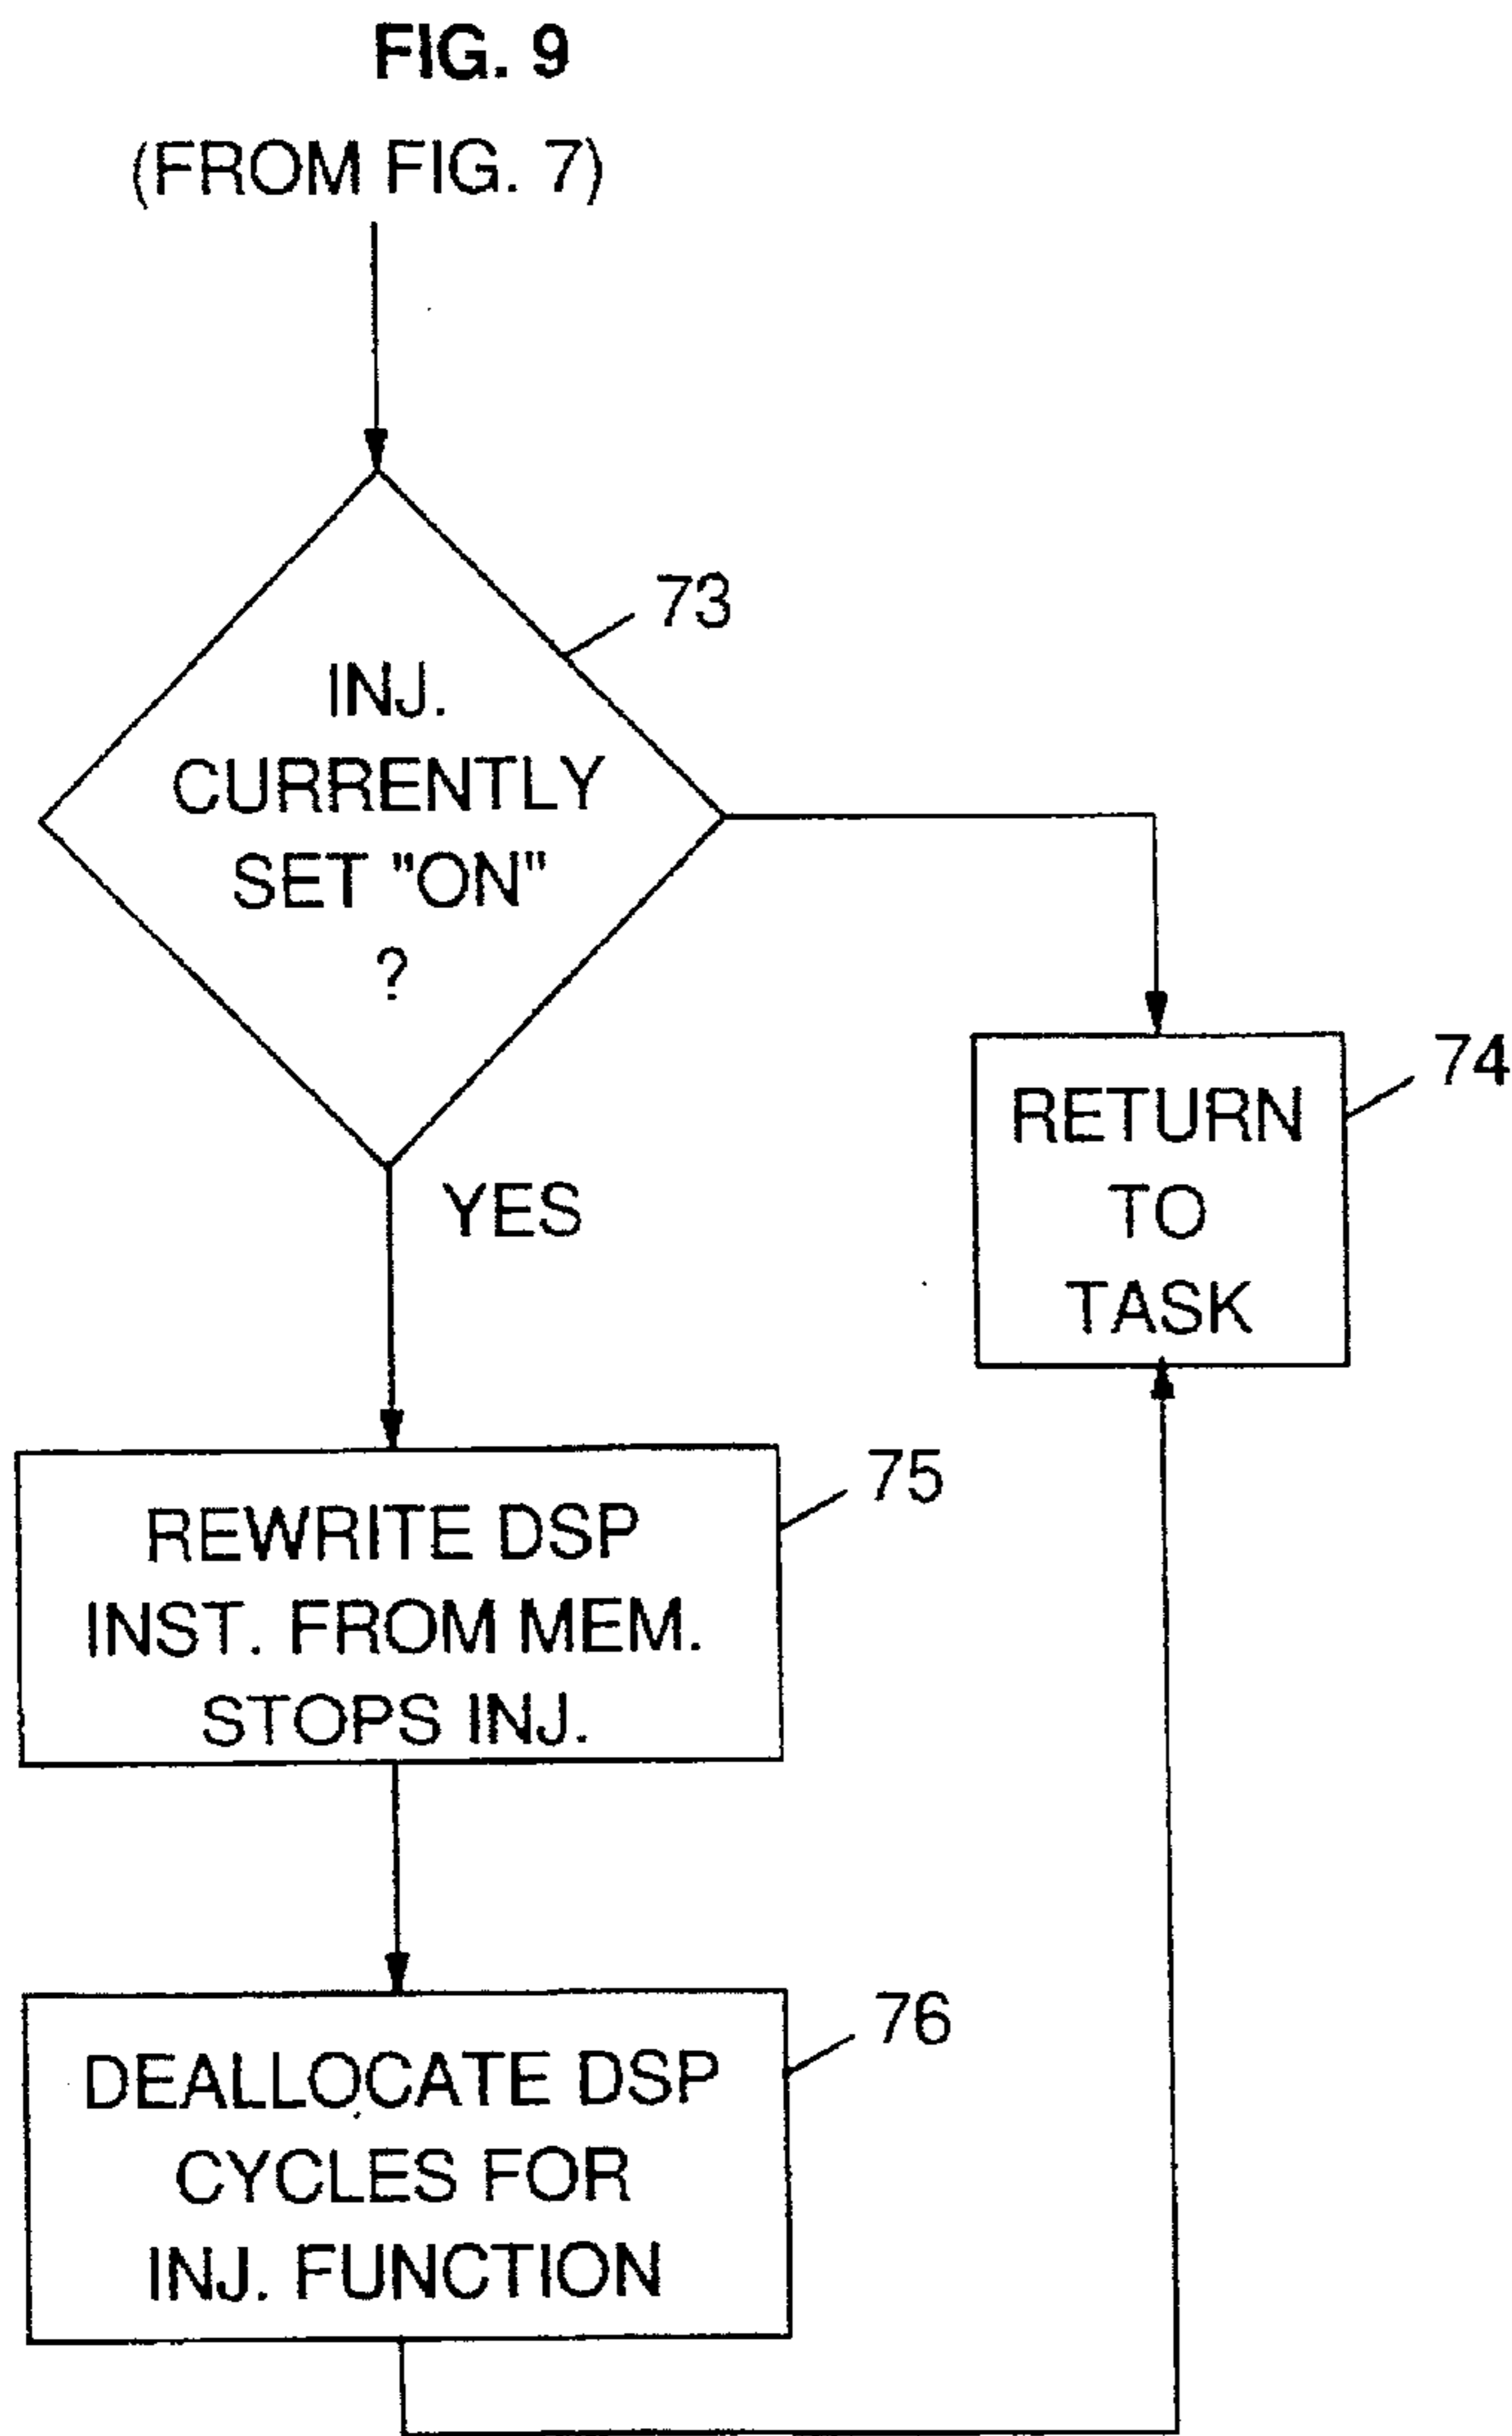 FIG. 9
(FROM FIG. 7)
73
INJ.
CURRENTLY
SET "ON"
?
YES
74
RETURN
TO
TASK
75
REWRITE DSP
INST. FROM MEM.
STOPS INJ.
76
DEALLOCATE DSP
CYCLES FOR
INJ. FUNCTION